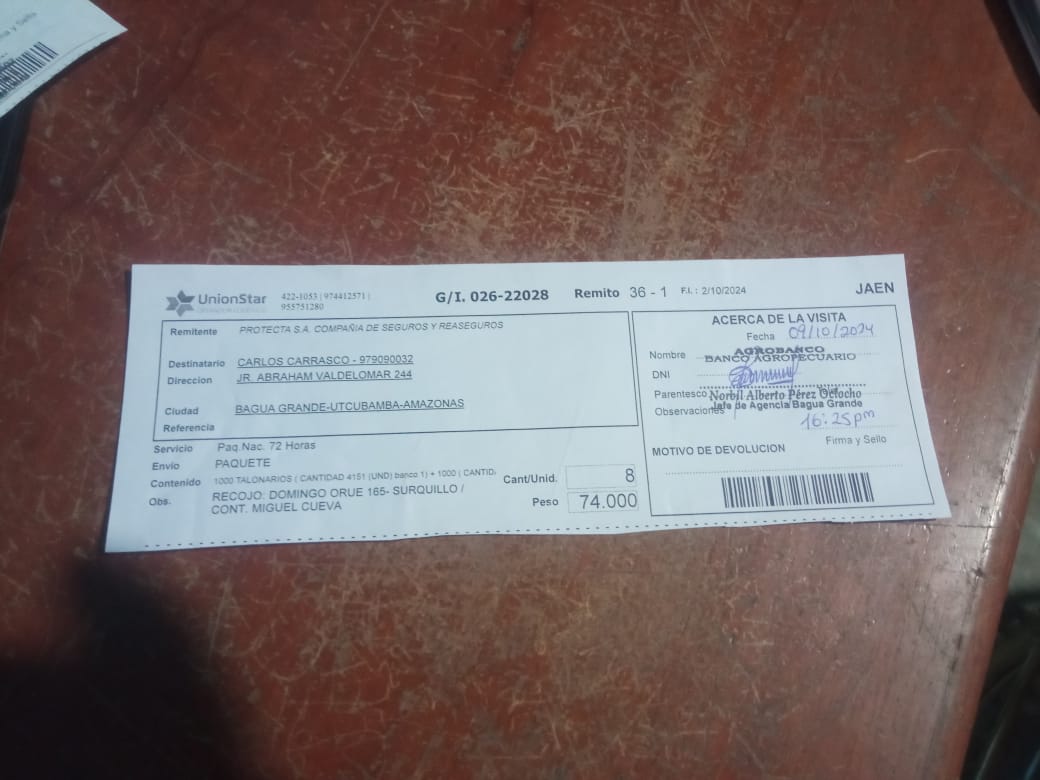 UnionStar
422-1053 | 974412571 |
955751280
G/I. 026-22028
Remito 36 - 1
F.I.: 2/10/2024
JAEN
Remitente PROTECTA S.A. COMPAÑIA DE SEGUROS Y REASEGUROS
Destinatario CARLOS CARRASCO - 979090032
Direccion JR. ABRAHAM VALDELOMAR 244
Ciudad BAGUA GRANDE-UTCUBAMBA-AMAZONAS
Referencia
Servicio Paq.Nac. 72 Horas
Envio PAQUETE
Contenido 1000 TALONARIOS ( CANTIDAD 4151 (UND) banco 1) + 1000 ( CANTID.
Obs. RECOJO: DOMINGO ORUE 165- SURQUILLO /
CONT. MIGUEL CUEVA
Cant/Unid. 8
Peso 74.000
ACERCA DE LA VISITA
Fecha 09/10/2024
Nombre AGROBANCO
BANCO AGROPECUARIO
DNI
Parentesco Norbil Alberto Pérez
Observaciones Jefe de Agencia Bagua Grande
16:25pm
Firma y Sello
MOTIVO DE DEVOLUCION
y Sello